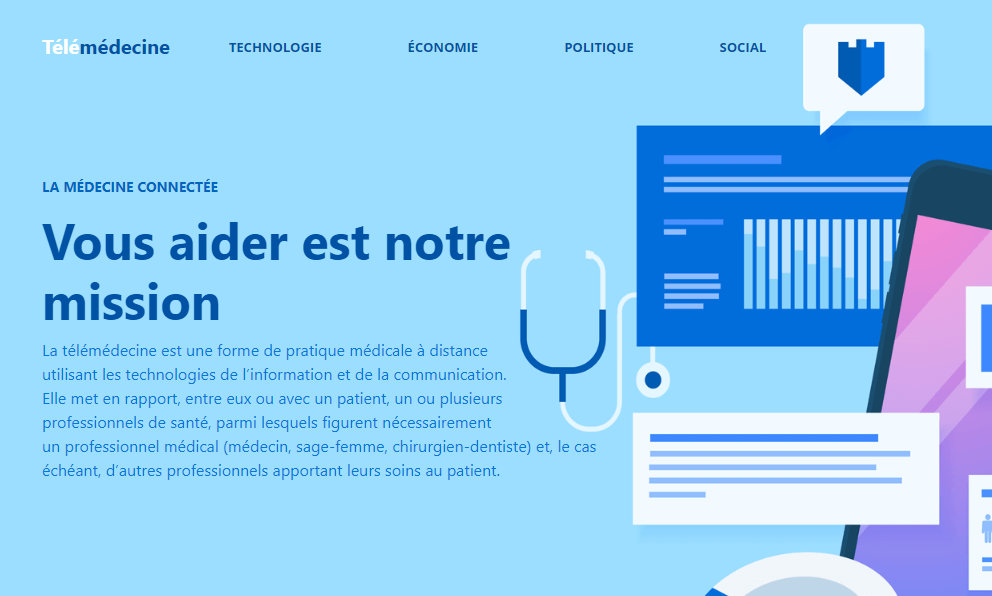 Télémédecine
TECHNOLOGIE
ÉCONOMIE
POLITIQUE
SOCIAL
LA MÉDECINE CONNECTÉE
Vous aider est notre
mission
La télémédecine est une forme de pratique médicale à distance
utilisant les technologies de l’information et de la communication.
Elle met en rapport, entre eux ou avec un patient, un ou plusieurs
professionnels de santé, parmi lesquels figurent nécessairement
un professionnel médical (médecin, sage-femme, chirurgien-dentiste) et, le cas
échéant, d’autres professionnels apportant leurs soins au patient.